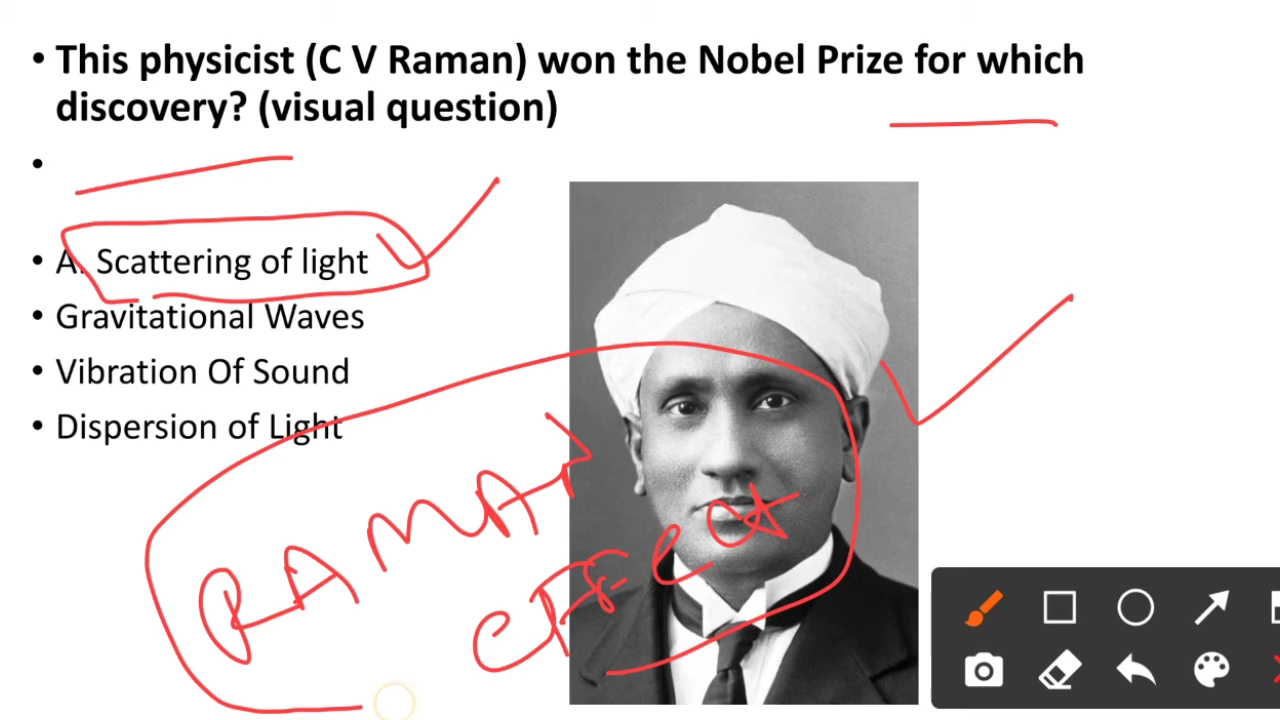 • This physicist (C V Raman) won the Nobel Prize for which
discovery? (visual question)
•
• A. Scattering of light
• Gravitational Waves
• Vibration Of Sound
• Dispersion of Light
RAMAN
Effect